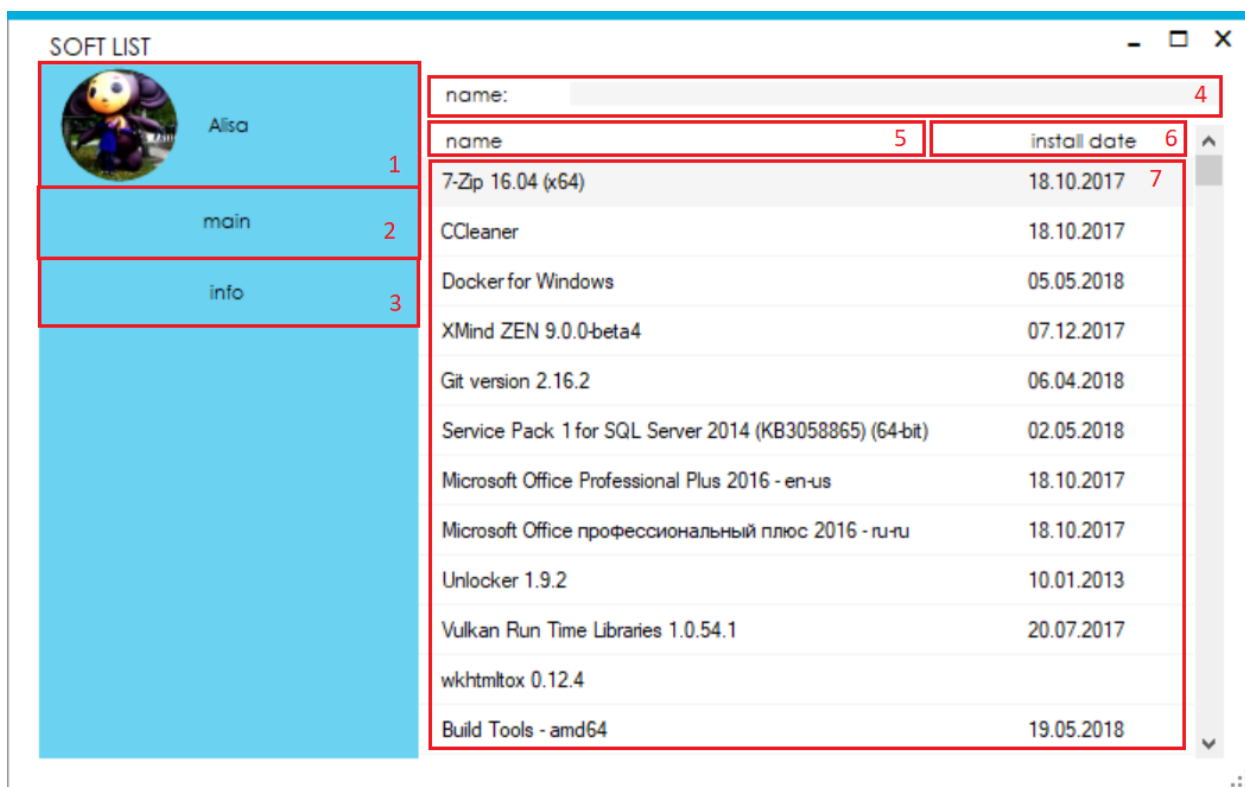 SOFT LIST
Alisa
1
main
2
info
3
name:
4
name 5 install date 6
7-Zip 16.04 (x64) 18.10.2017 7
CCleaner 18.10.2017
Docker for Windows 05.05.2018
XMind ZEN 9.0.0-beta4 07.12.2017
Git version 2.16.2 06.04.2018
Service Pack 1 for SQL Server 2014 (KB3058865) (64-bit) 02.05.2018
Microsoft Office Professional Plus 2016 - en-us 18.10.2017
Microsoft Office профессиональный плюс 2016 - ru-ru 18.10.2017
Unlocker 1.9.2 10.01.2013
Vulkan Run Time Libraries 1.0.54.1 20.07.2017
wkhtmltox 0.12.4
Build Tools - amd64 19.05.2018